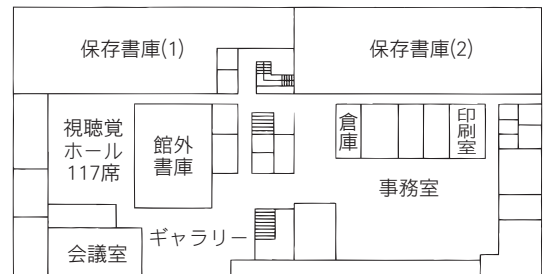 保存書庫(1)
保存書庫(2)
視聴覚
ホール
117席
館外
書庫
倉庫
印刷室
事務室
ギャラリー
会議室